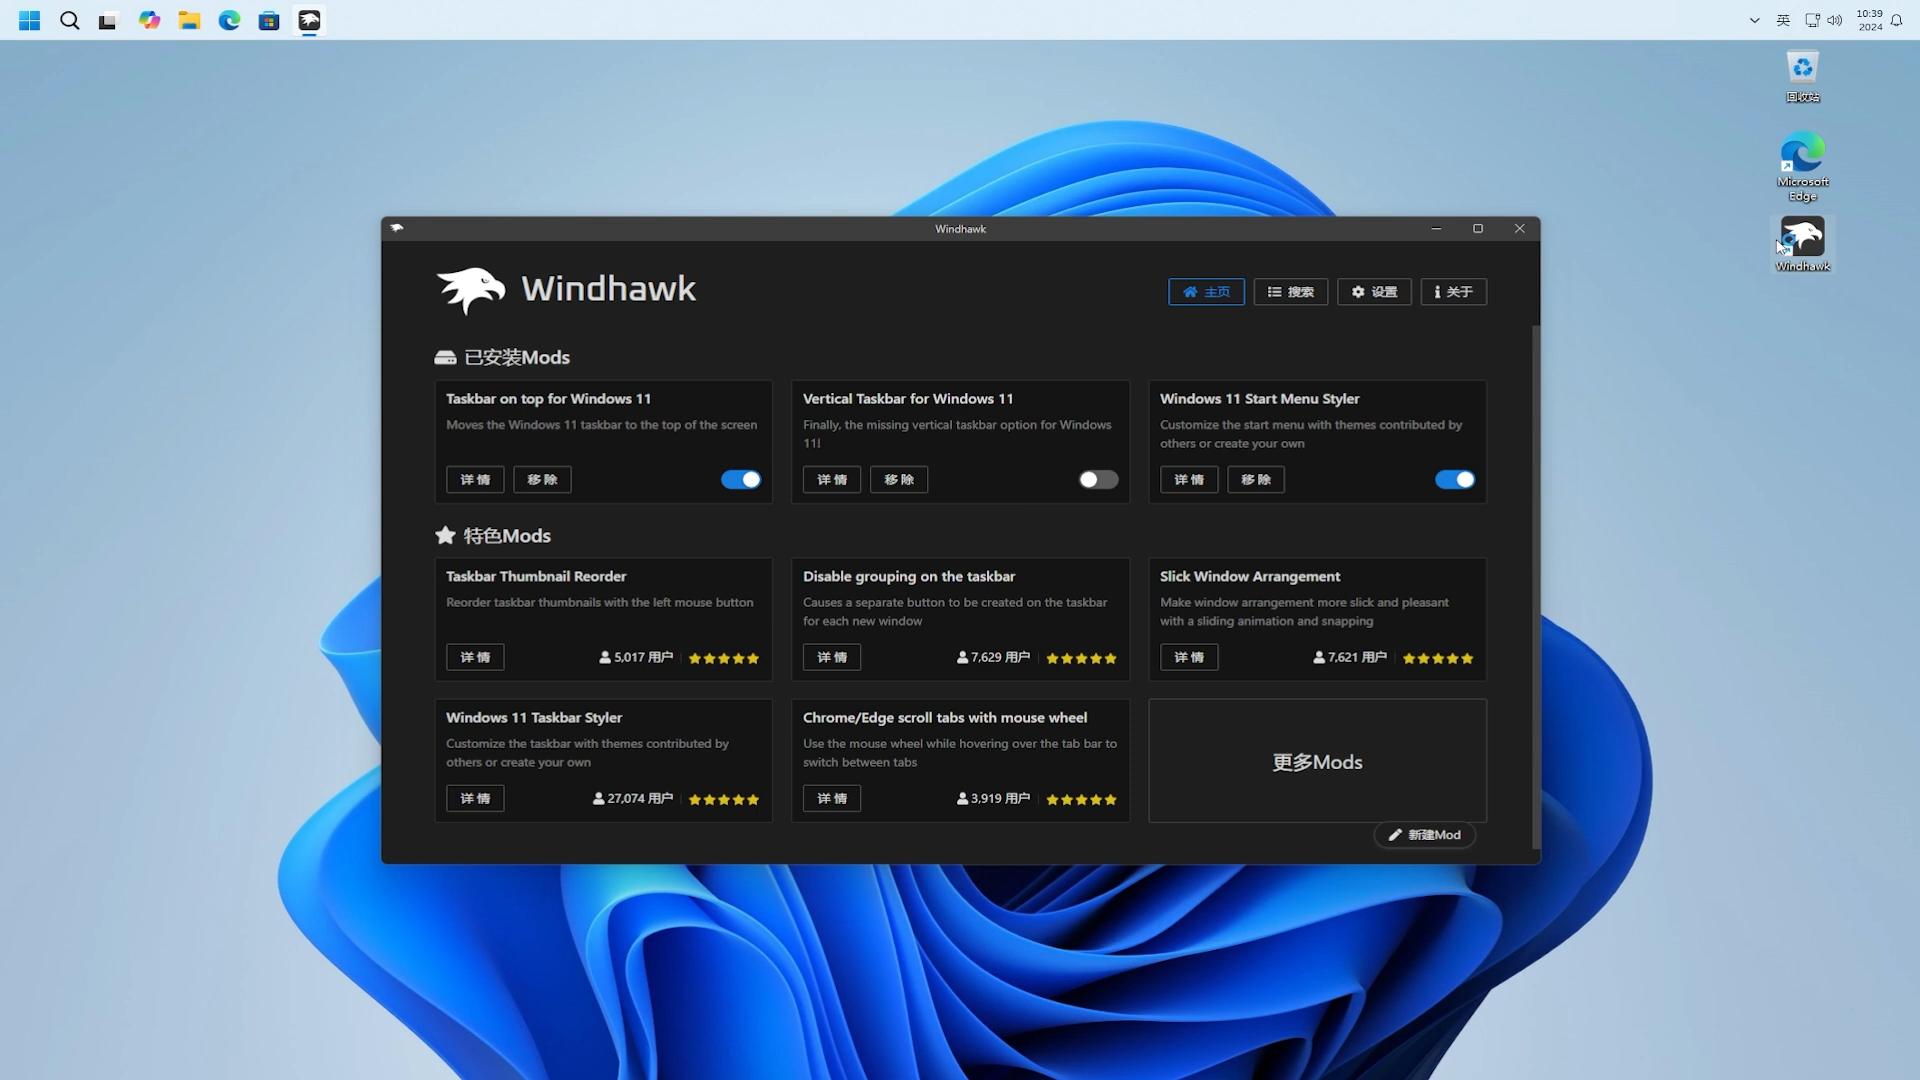 英
10:39
2024
回收站
Microsoft
Edge
Windhawk
Windhawk
Windhawk
主页
搜索
设置
关于
已安装Mods
Taskbar on top for Windows 11
Moves the Windows 11 taskbar to the top of the screen
详 情
移 除
Vertical Taskbar for Windows 11
Finally, the missing vertical taskbar option for Windows
11!
详 情
移 除
Windows 11 Start Menu Styler
Customize the start menu with themes contributed by
others or create your own
详 情
移 除
特色Mods
Taskbar Thumbnail Reorder
Reorder taskbar thumbnails with the left mouse button
详 情
5,017 用户
Disable grouping on the taskbar
Causes a separate button to be created on the taskbar
for each new window
详 情
7,629 用户
Slick Window Arrangement
Make window arrangement more slick and pleasant
with a sliding animation and snapping
详 情
7,621 用户
Windows 11 Taskbar Styler
Customize the taskbar with themes contributed by
others or create your own
详 情
27,074 用户
Chrome/Edge scroll tabs with mouse wheel
Use the mouse wheel while hovering over the tab bar to
switch between tabs
详 情
3,919 用户
更多Mods
新建Mod